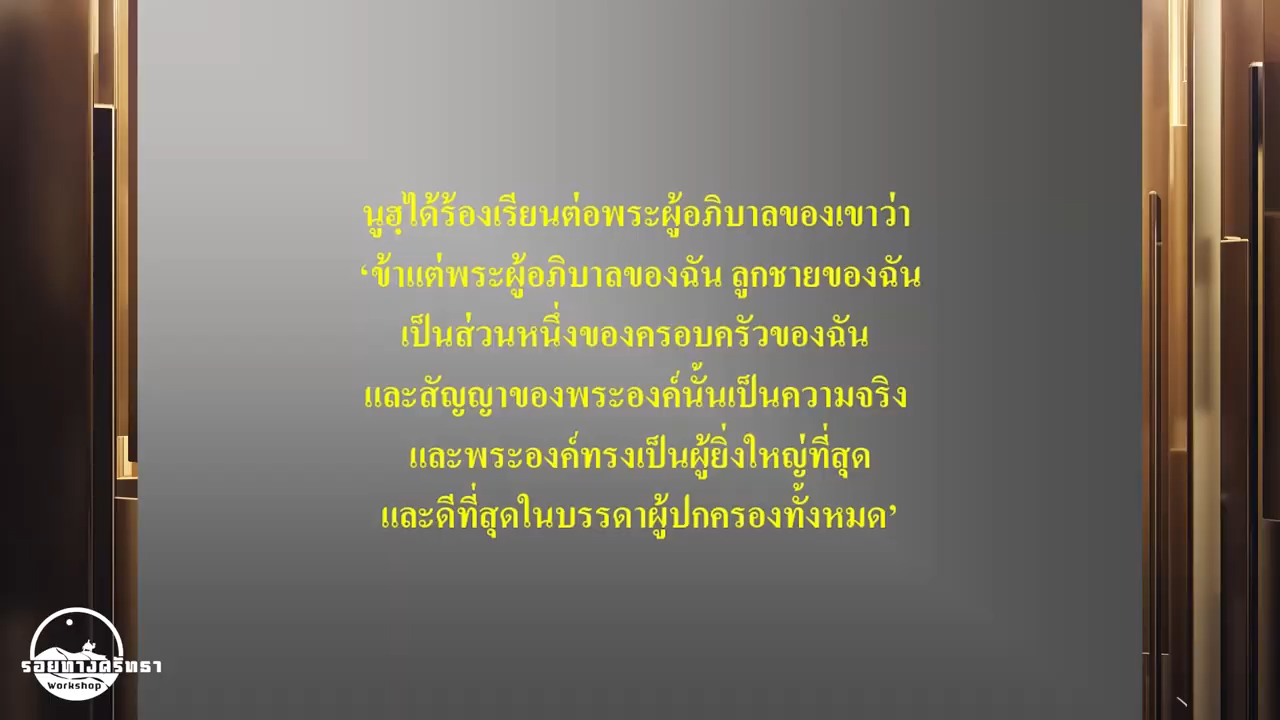 นูฮฺได้ร้องเรียนต่อพระผู้อภิบาลของเขาว่า
‘ข้าแต่พระผู้อภิบาลของฉัน ลูกชายของฉัน
เป็นส่วนหนึ่งของครอบครัวของฉัน
และสัญญาของพระองค์นั้นเป็นความจริง
และพระองค์ทรงเป็นผู้ยิ่งใหญ่ที่สุด
และดีที่สุดในบรรดาผู้ปกครองทั้งหมด’
รอยทางศรัทธา
Workshop